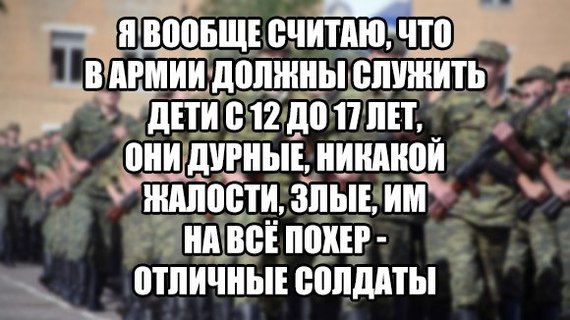 Я ВООБЩЕ СЧИТАЮ, ЧТО
В АРМИИ ДОЛЖНЫ СЛУЖИТЬ
ДЕТИ С 12 ДО 17 ЛЕТ,
ОНИ ДУРНЫЕ, НИКАКОЙ
ЖАЛОСТИ, ЗЛЫЕ, ИМ
НА ВСЁ ПОХЕР -
ОТЛИЧНЫЕ СОЛДАТЫ